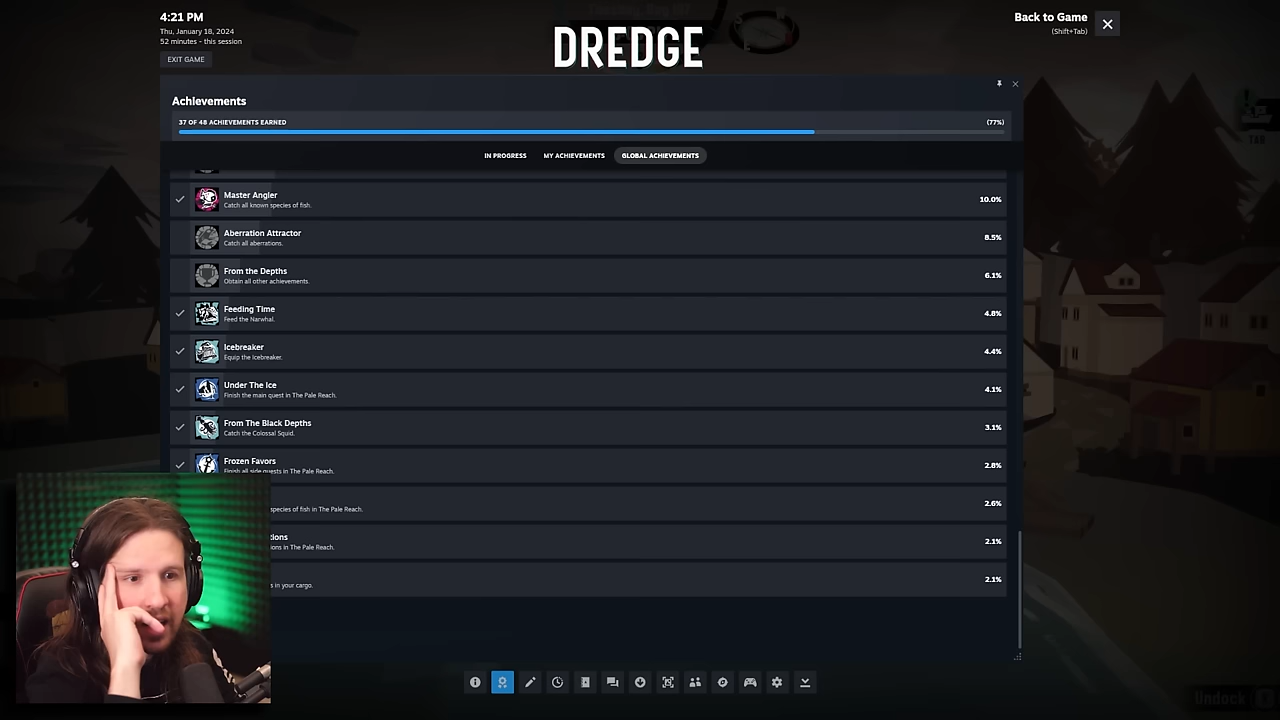 4:21 PM
Thu, January 18, 2024
52 minutes - this session
EXIT GAME
DREDGE
Back to Game
(Shift+Tab)
Achievements
37 OF 48 ACHIEVEMENTS EARNED
(77%)
IN PROGRESS
MY ACHIEVEMENTS
GLOBAL ACHIEVEMENTS
Master Angler
Catch all known species of fish.
10.0%
Aberration Attractor
Catch all aberrations.
8.5%
From the Depths
Obtain all other achievements.
6.1%
Feeding Time
Feed the Narwhal.
4.8%
Icebreaker
Equip the Icebreaker.
4.4%
Under The Ice
Finish the main quest in The Pale Reach.
4.1%
From The Black Depths
Catch the Colossal Squid.
3.1%
Frozen Favors
Finish all side quests in The Pale Reach.
2.8%
species of fish in The Pale Reach.
2.6%
in The Pale Reach.
2.1%
in your cargo.
2.1%
TAB
Undock